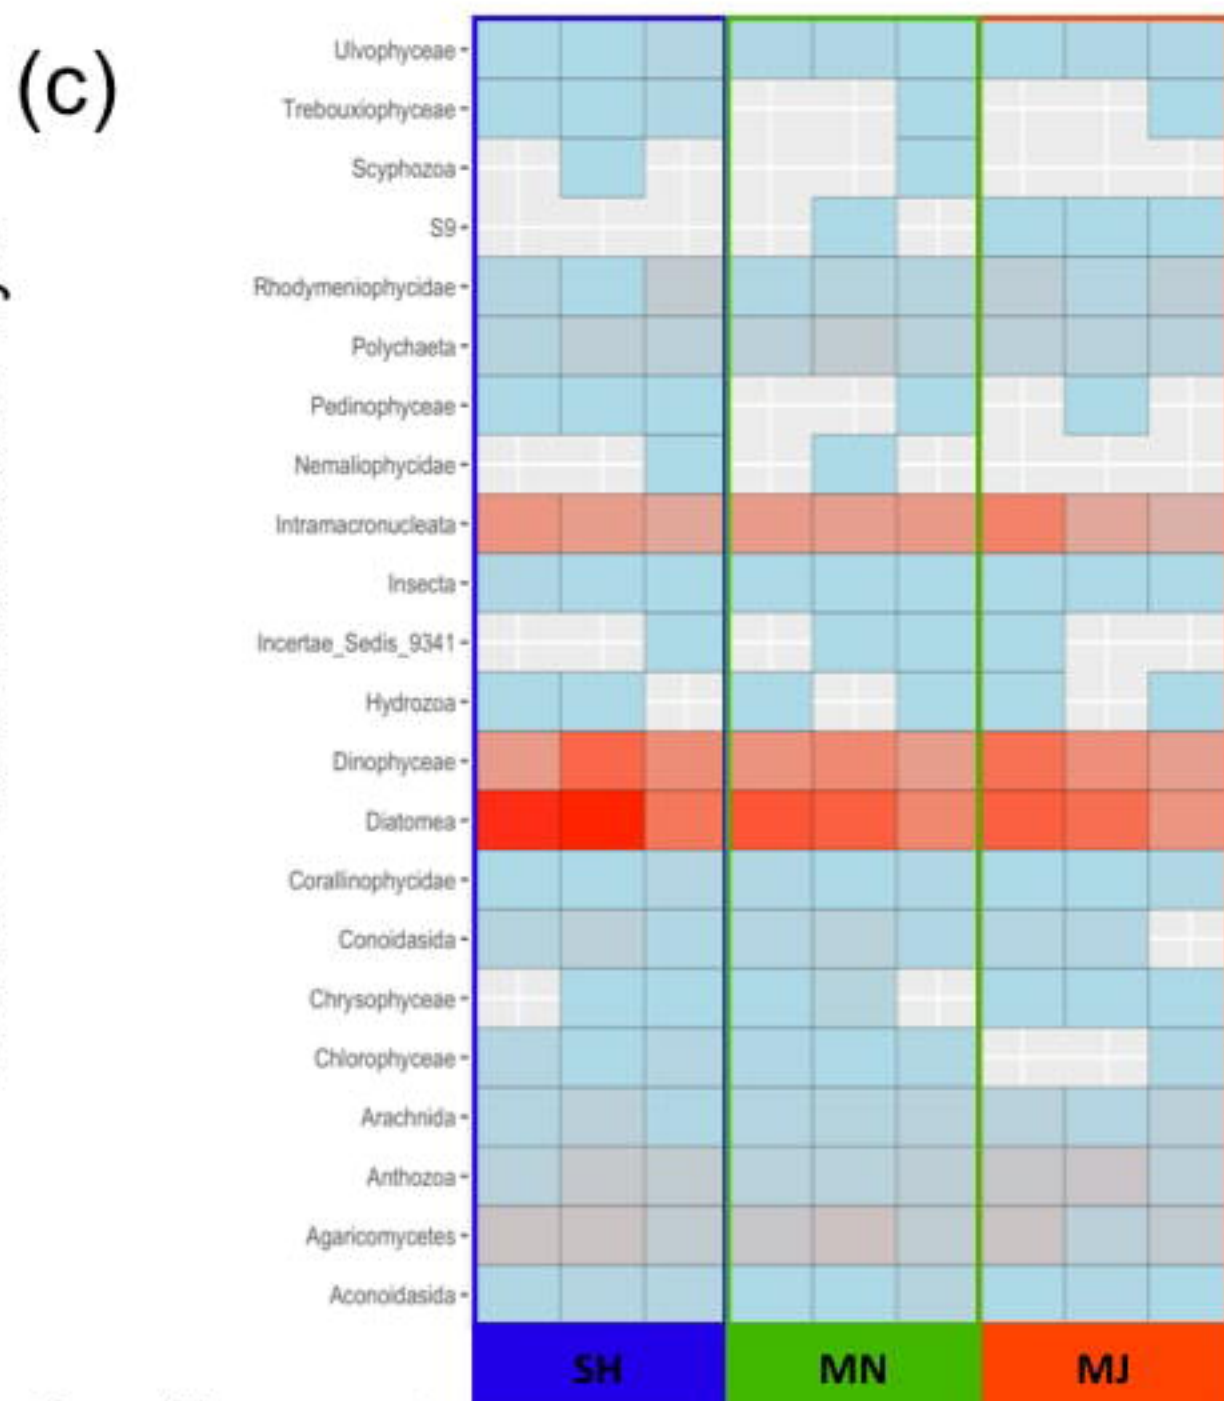 (c)
Ulvophyceae
Trebouxiophyceae
Scyphozoa
S9
Rhodymeniophycidae
Polychaeta
Pedinophyceae
Nemaliophycidae
Intramacronucleata
Insecta
Incertae_Sedis_9341
Hydrozoa
Dinophyceae
Diatomea
Corallinophycidae
Conoidasida
Chrysophyceae
Chlorophyceae
Arachnida
Anthozoa
Agaricomycetes
Aconoidasida
SH MN MJ